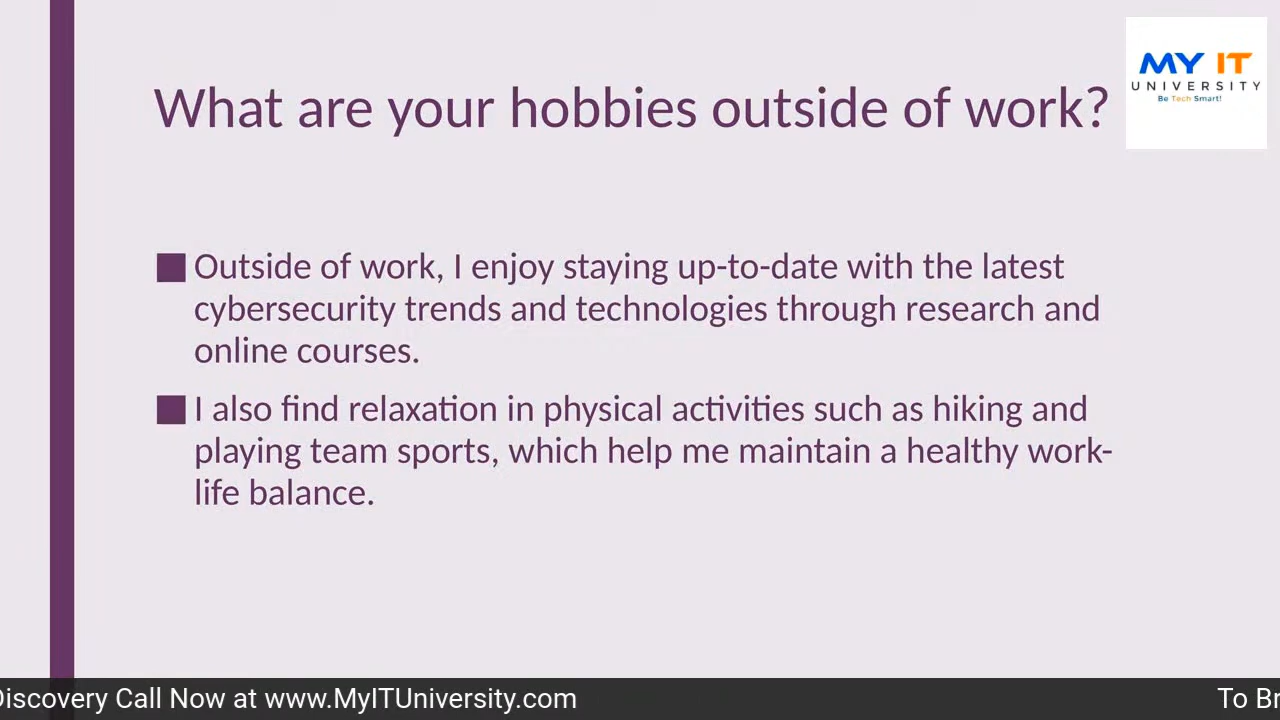 What are your hobbies outside of work?
MY IT
UNIVERSITY
Be Tech Smart!
Outside of work, I enjoy staying up-to-date with the latest
cybersecurity trends and technologies through research and
online courses.
I also find relaxation in physical activities such as hiking and
playing team sports, which help me maintain a healthy work-
life balance.
Discovery Call Now at www.MyITUniversity.com
To Br